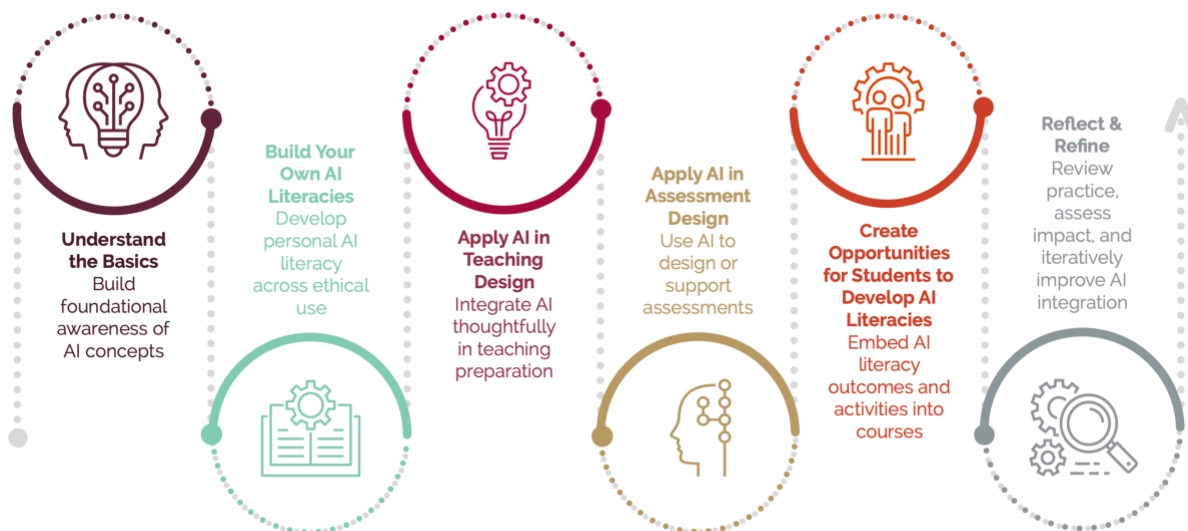 Understand
the Basics
Build
foundational
awareness of
AI concepts
Build Your
Own AI
Literacies
Develop
personal AI
literacy
across ethical
use
Apply AI in
Teaching
Design
Integrate AI
thoughtfully
in teaching
preparation
Apply AI in
Assessment
Design
Use AI to
design or
support
assessments
Create
Opportunities
for Students to
Develop AI
Literacies
Embed AI
literacy
outcomes and
activities into
courses
Reflect &
Refine
Review
practice,
assess
impact, and
iteratively
improve AI
integration